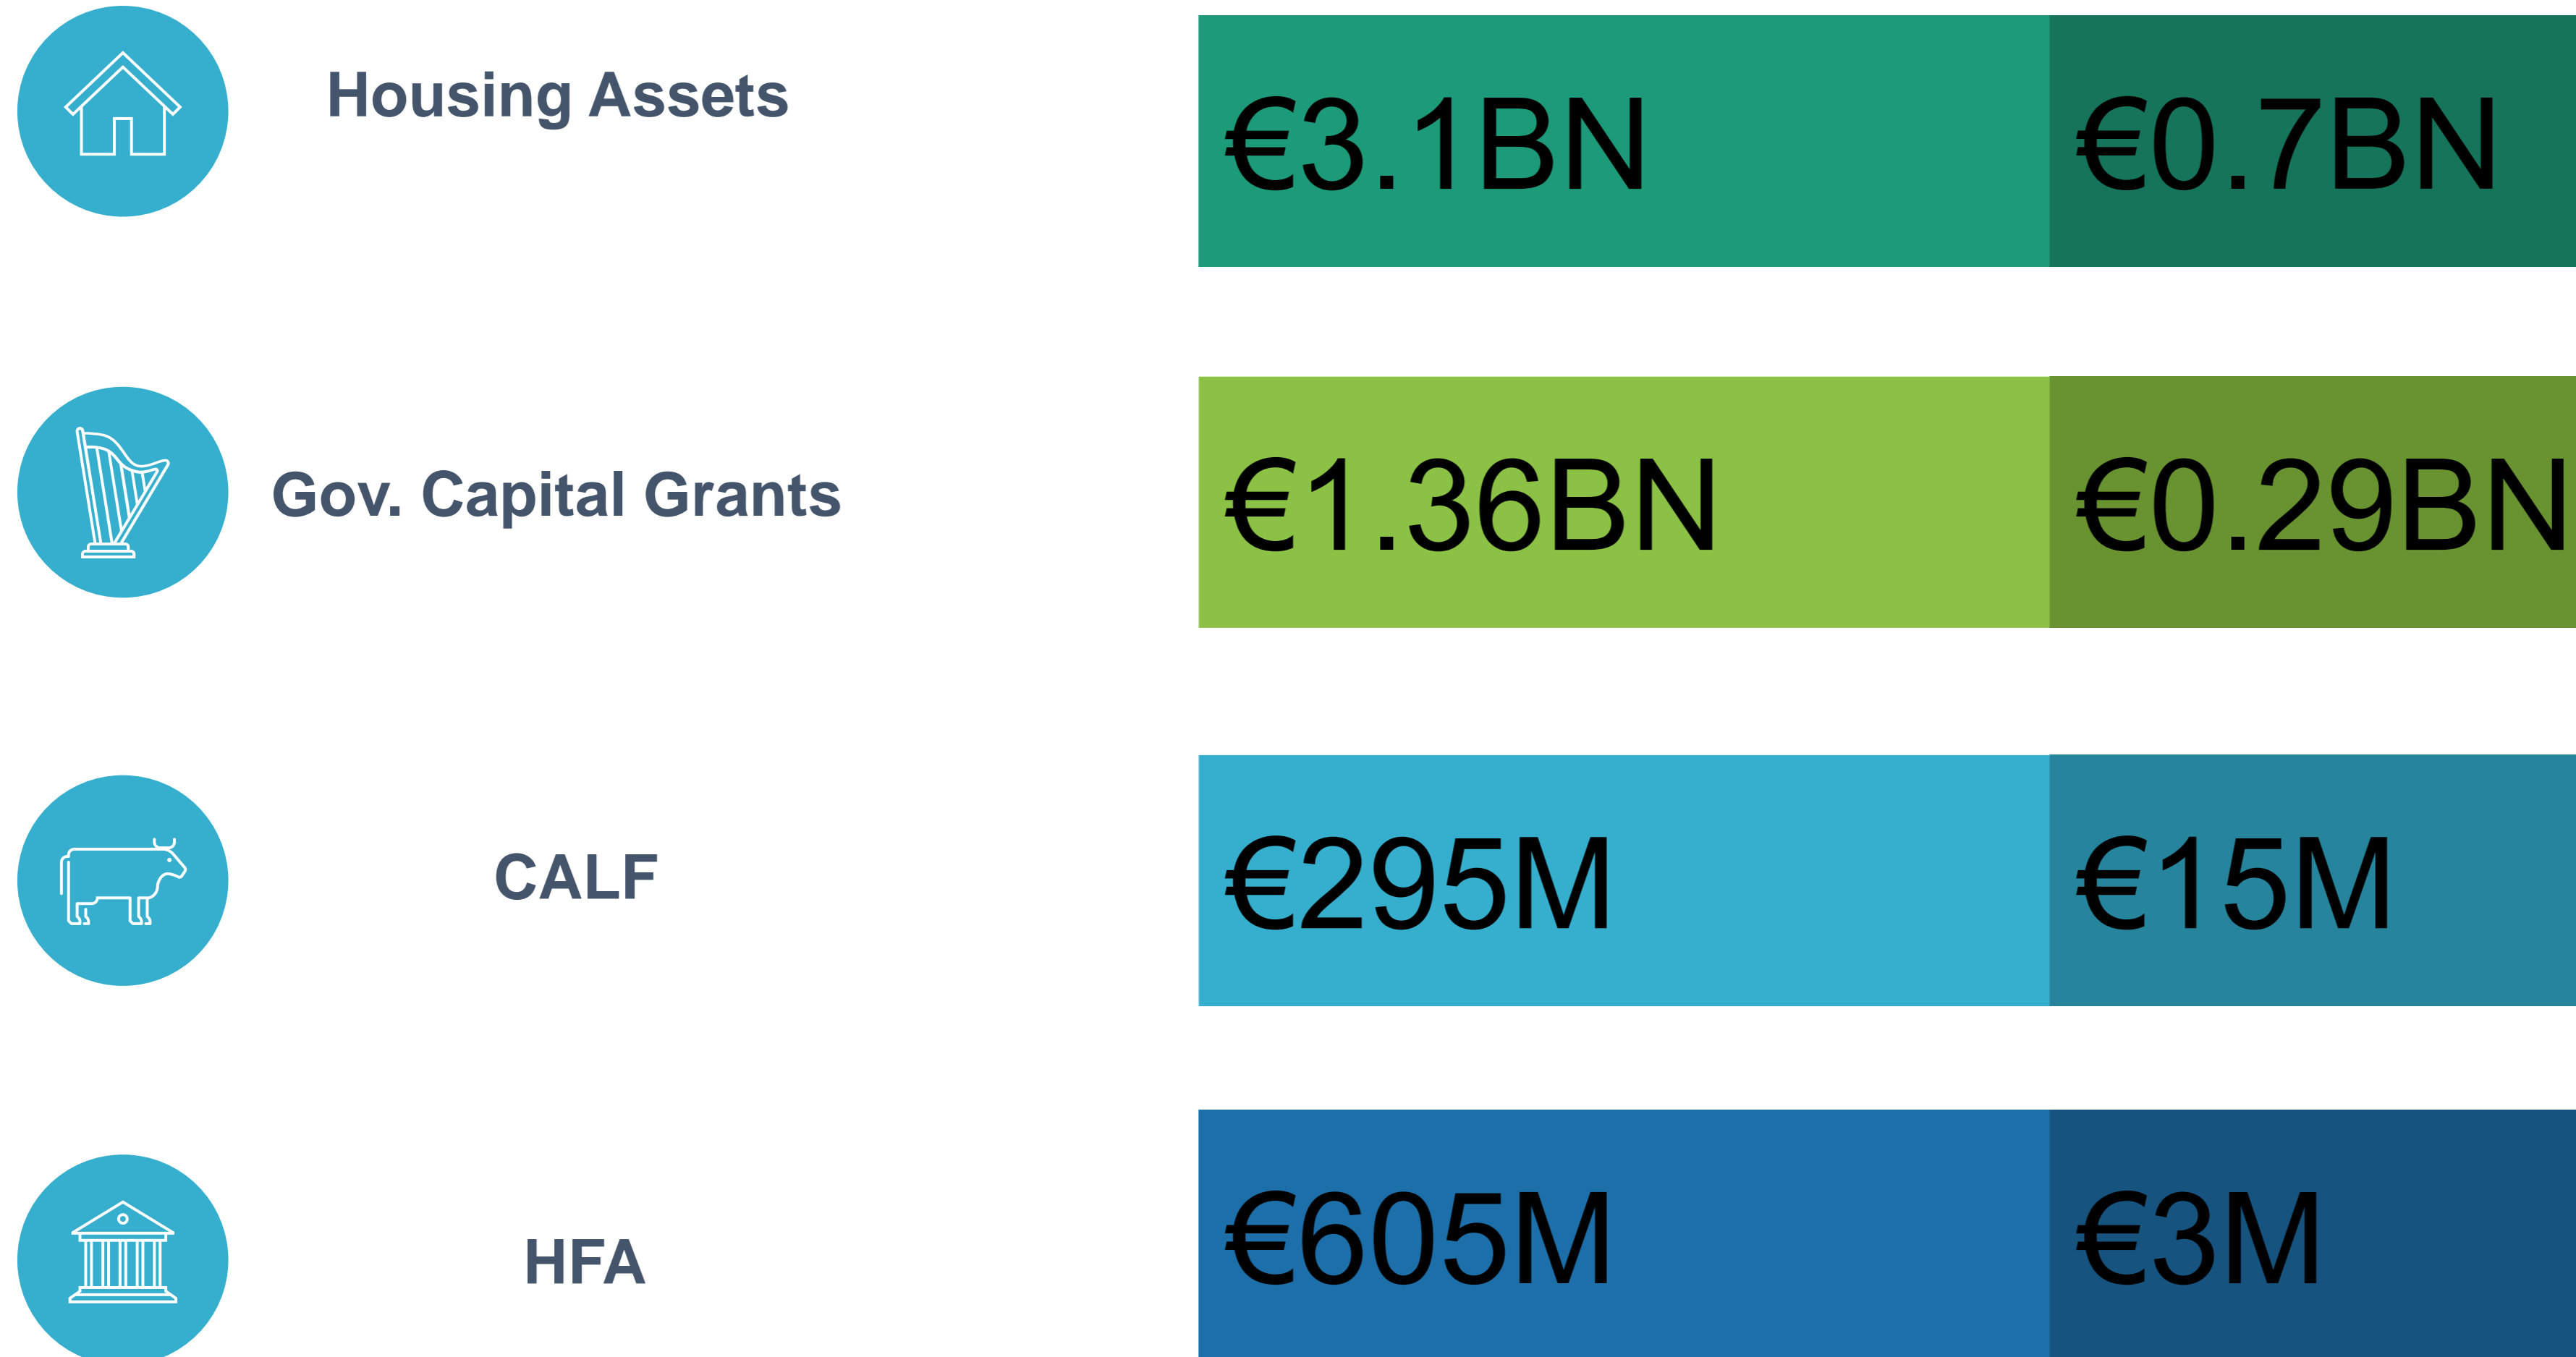 Housing Assets €3.1BN €0.7BN
Gov. Capital Grants €1.36BN €0.29BN
CALF €295M €15M
HFA €605M €3M